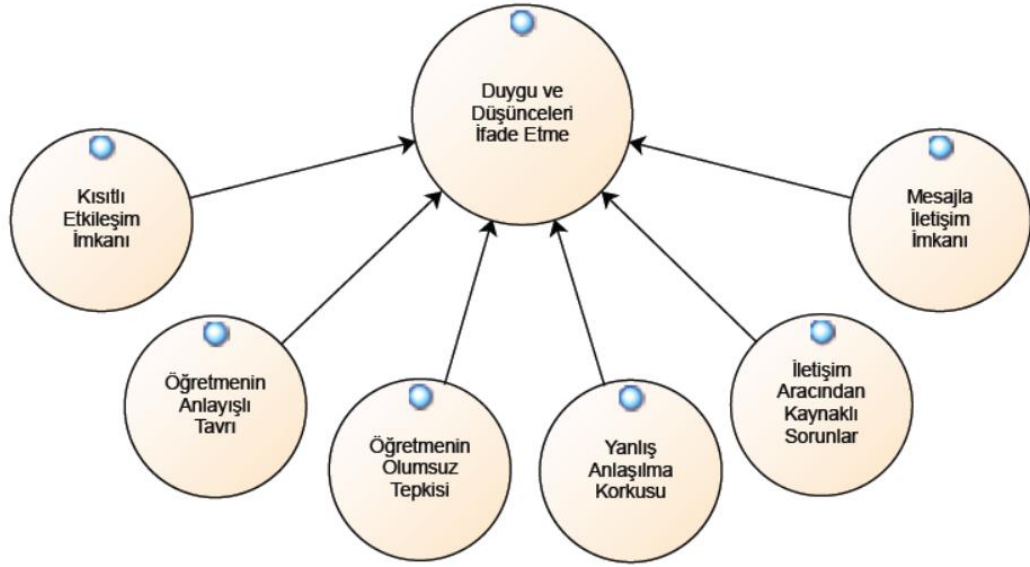 Duygu ve
Düşünceleri
İfade Etme
Kısıtlı
Etkileşim
İmkanı
Mesajla
İletişim
İmkanı
Öğretmenin
Anlayışlı
Tavrı
Öğretmenin
Olumsuz
Tepkisi
Yanlış
Anlaşılma
Korkusu
İletişim
Aracından
Kaynaklı
Sorunlar